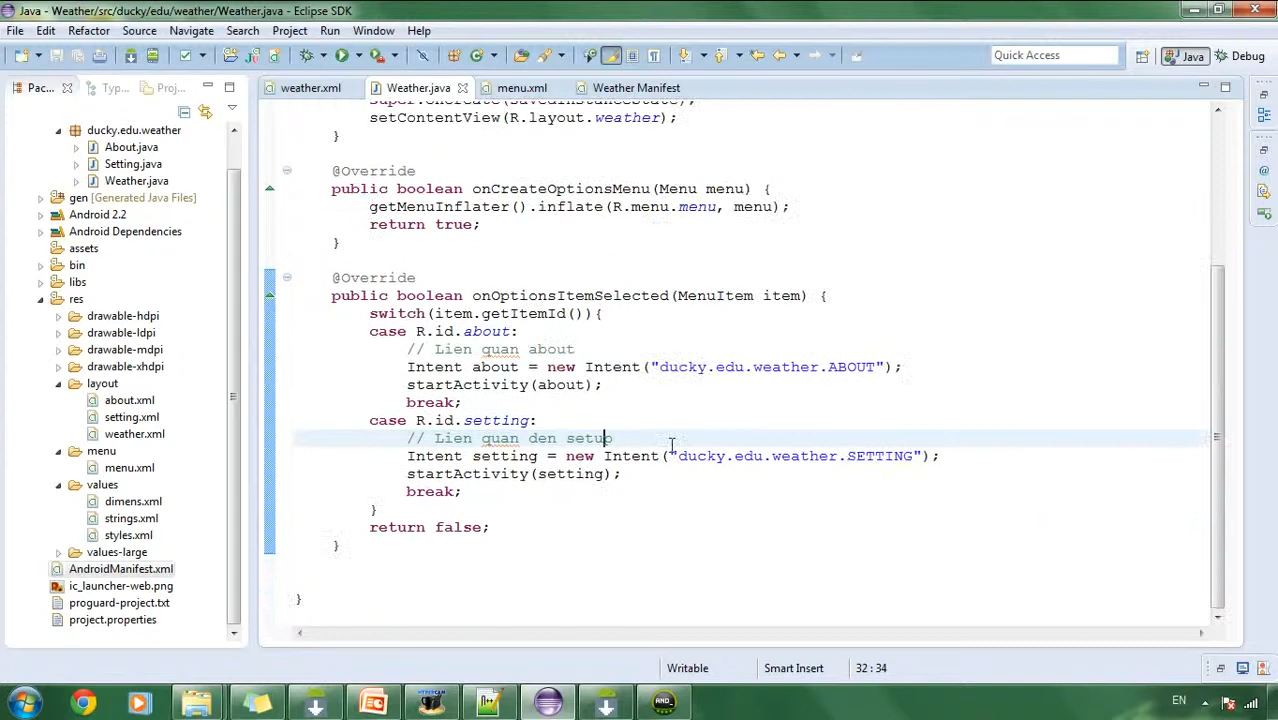 Java - Weather/src/ducky/edu/weather/Weather.java - Eclipse SDK
File Edit Refactor Source Navigate Search Project Run Window Help
Quick Access Java Debug
Pac... Typ... Proj...
weather.xml Weather.java menu.xml Weather Manifest
ducky.edu.weather
About.java
Setting.java
Weather.java
gen [Generated Java Files]
Android 2.2
Android Dependencies
assets
bin
libs
res
drawable-hdpi
drawable-ldpi
drawable-mdpi
drawable-xhdpi
layout
about.xml
setting.xml
weather.xml
menu
menu.xml
values
dimens.xml
strings.xml
styles.xml
values-large
AndroidManifest.xml
ic_launcher-web.png
proguard-project.txt
project.properties
super.onCreate(savedInstanceState);
setContentView(R.layout.weather);
}
@Override
public boolean onCreateOptionsMenu(Menu menu) {
getMenuInflater().inflate(R.menu.menu, menu);
return true;
}
@Override
public boolean onOptionsItemSelected(MenuItem item) {
switch(item.getItemId()){
case R.id.about:
// Lien quan about
Intent about = new Intent("ducky.edu.weather.ABOUT");
startActivity(about);
break;
case R.id.setting:
// Lien quan den setup
Intent setting = new Intent("ducky.edu.weather.SETTING");
startActivity(setting);
break;
}
return false;
}
}
Writable Smart Insert 32 : 34
HYPERCAM
N++
AND_
EN